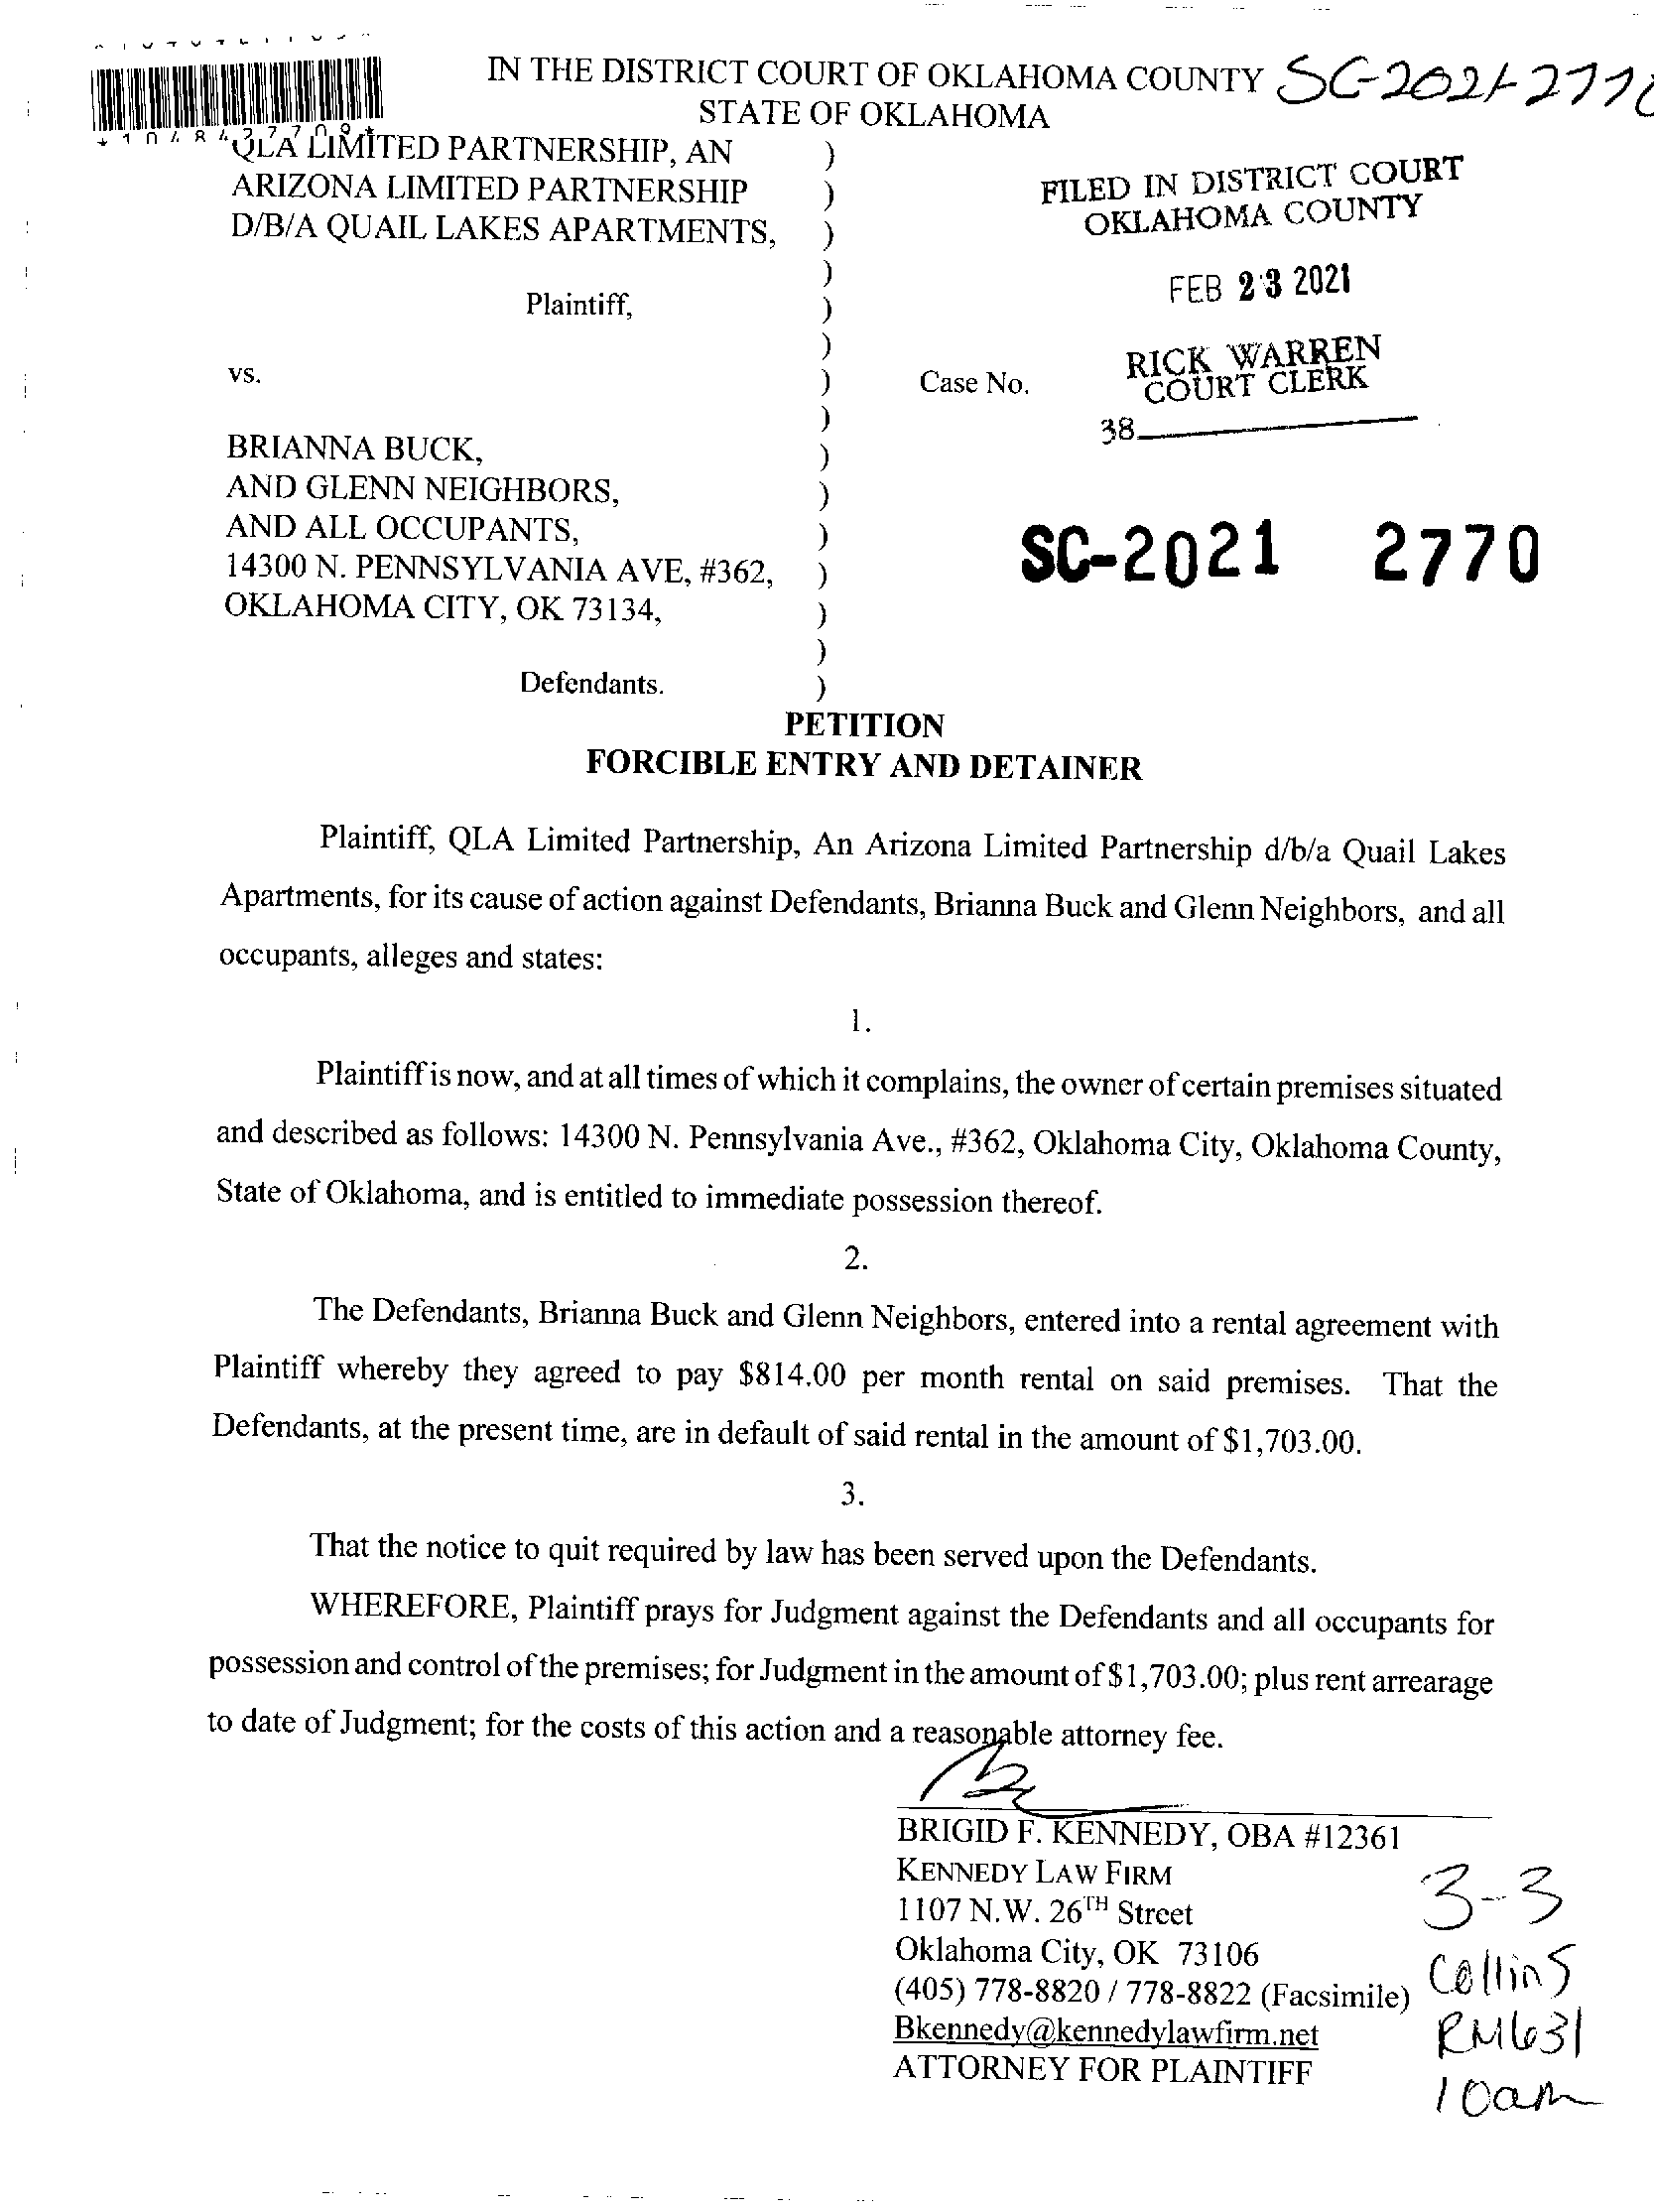 IN THE DISTRICT COURT OF OKLAHOMA COUNTY SC-2021-2770
STATE OF OKLAHOMA
*1048427709*
QLA LIMITED PARTNERSHIP, AN )
ARIZONA LIMITED PARTNERSHIP )
D/B/A QUAIL LAKES APARTMENTS, )
)
Plaintiff, )
)
vs. )
)
BRIANNA BUCK, )
AND GLENN NEIGHBORS, )
AND ALL OCCUPANTS, )
14300 N. PENNSYLVANIA AVE, #362, )
OKLAHOMA CITY, OK 73134, )
)
Defendants. )
FILED IN DISTRICT COURT
OKLAHOMA COUNTY
FEB 23 2021
RICK WARREN
COURT CLERK
38
Case No.
SC-2021 2770
PETITION
FORCIBLE ENTRY AND DETAINER
Plaintiff, QLA Limited Partnership, An Arizona Limited Partnership d/b/a Quail Lakes
Apartments, for its cause of action against Defendants, Brianna Buck and Glenn Neighbors, and all
occupants, alleges and states:
1.
Plaintiff is now, and at all times of which it complains, the owner of certain premises situated
and described as follows: 14300 N. Pennsylvania Ave., #362, Oklahoma City, Oklahoma County,
State of Oklahoma, and is entitled to immediate possession thereof.
2.
The Defendants, Brianna Buck and Glenn Neighbors, entered into a rental agreement with
Plaintiff whereby they agreed to pay $814.00 per month rental on said premises. That the
Defendants, at the present time, are in default of said rental in the amount of $1,703.00.
3.
That the notice to quit required by law has been served upon the Defendants.
WHEREFORE, Plaintiff prays for Judgment against the Defendants and all occupants for
possession and control of the premises; for Judgment in the amount of $1,703.00; plus rent arrearage
to date of Judgment; for the costs of this action and a reasonable attorney fee.
BRIGID F. KENNEDY, OBA #12361
KENNEDY LAW FIRM
1107 N.W. 26TH Street
Oklahoma City, OK 73106
(405) 778-8820 / 778-8822 (Facsimile)
Bkennedy@kennedylawfirm.net
ATTORNEY FOR PLAINTIFF
3-3
Collins
RM631
10am